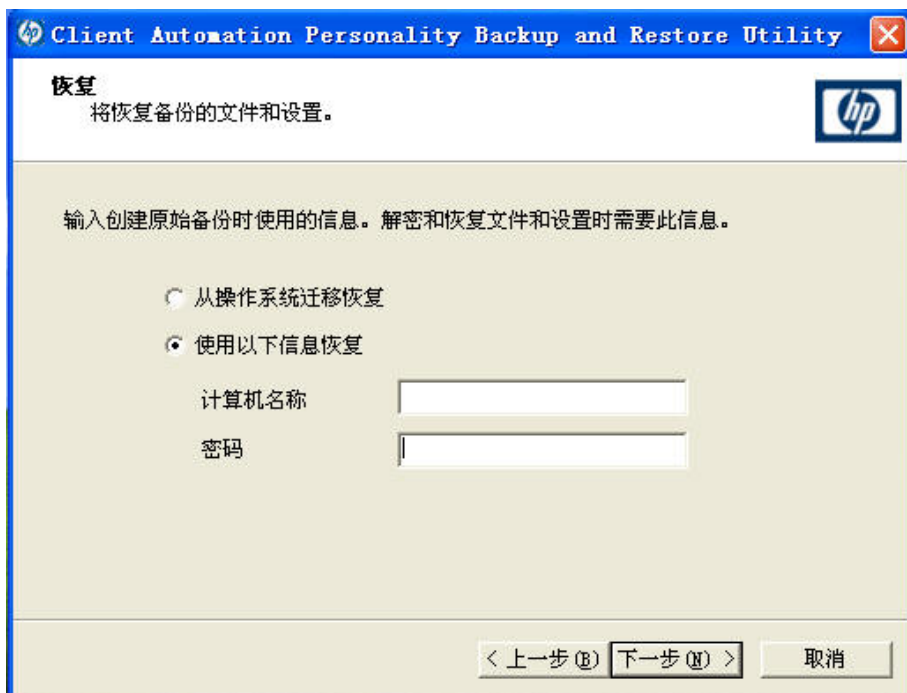 Client Automation Personality Backup and Restore Utility
恢复
将恢复备份的文件和设置。
hp
输入创建原始备份时使用的信息。解密和恢复文件和设置时需要此信息。
从操作系统迁移恢复
使用以下信息恢复
计算机名称
密码
< 上一步(B) 下一步(N) > 取消